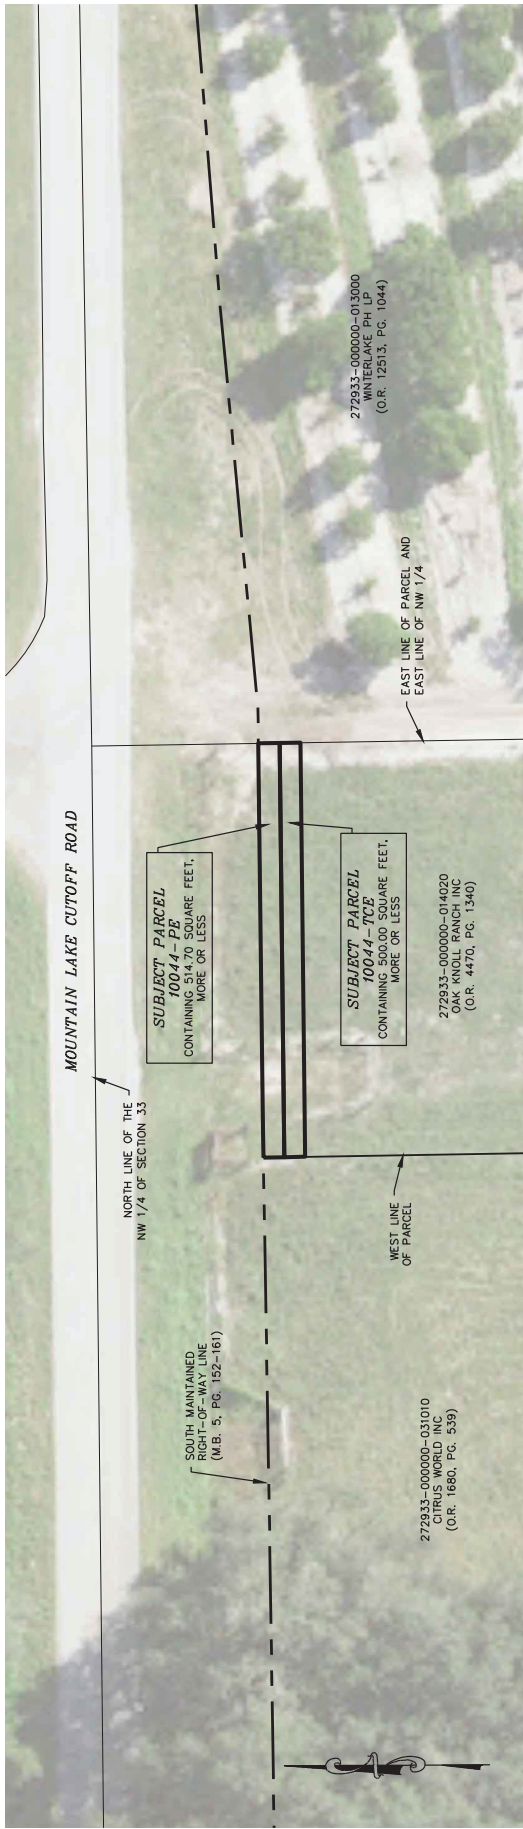 MOUNTAIN LAKE CUTOFF ROAD
NORTH LINE OF THE
NW 1/4 OF SECTION 33
SUBJECT PARCEL
10044-PE
CONTAINING 514.70 SQUARE FEET,
MORE OR LESS
SOUTH MAINTAINED
RIGHT-OF-WAY LINE
(M.B. 5, PG. 152-161)
SUBJECT PARCEL
10044-TCE
CONTAINING 500.00 SQUARE FEET,
MORE OR LESS
272933-000000-013000
WINTERLAKE PH LP
(O.R. 12513, PG. 1044)
WEST LINE
OF PARCEL
EAST LINE OF PARCEL AND
EAST LINE OF NW 1/4
272933-000000-031010
CITRUS WORLD INC
(O.R. 1680, PG. 539)
272933-000000-014020
OAK KNOLL RANCH INC
(O.R. 4470, PG. 1340)
N